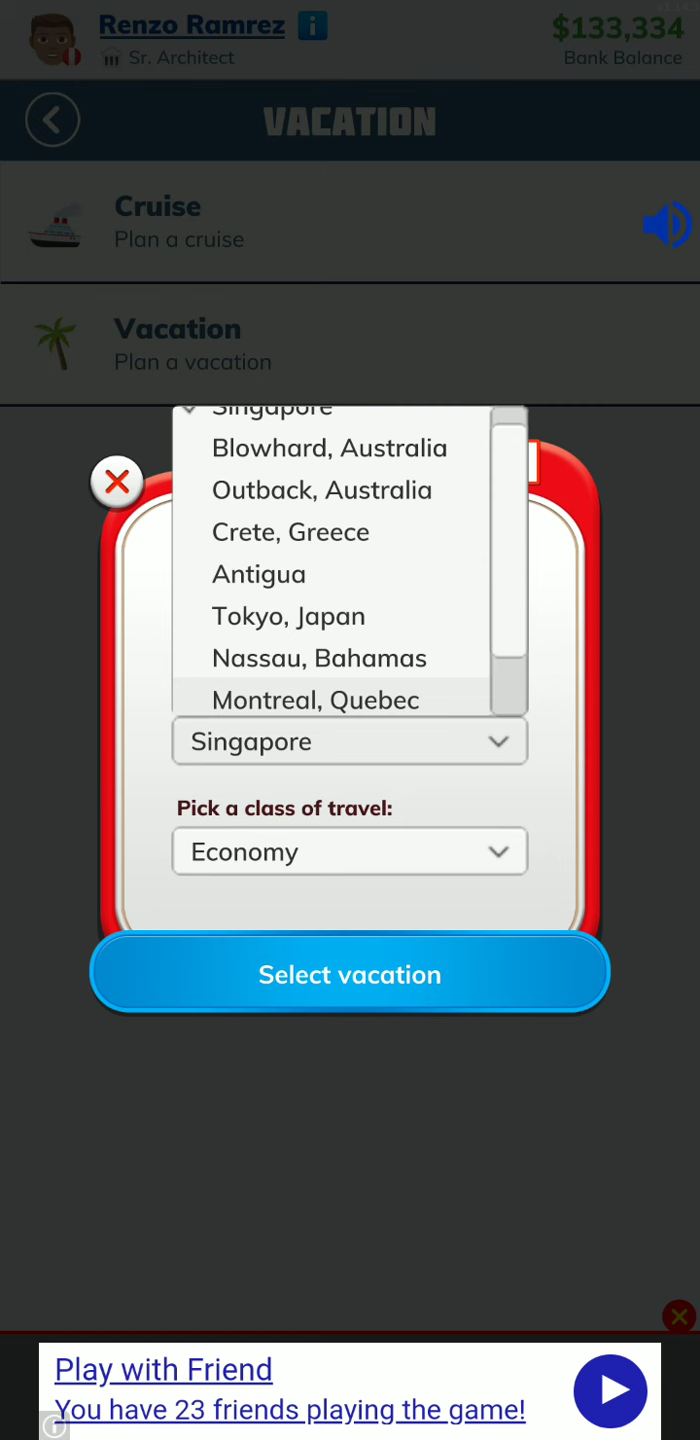 Renzo Ramrez
$133,334
Sr. Architect
Bank Balance
VACATION
Cruise
Plan a cruise
Vacation
Plan a vacation
Singapore
Blowhard, Australia
Outback, Australia
Crete, Greece
Antigua
Tokyo, Japan
Nassau, Bahamas
Montreal, Quebec
Singapore
Pick a class of travel:
Economy
Select vacation
Play with Friend
You have 23 friends playing the game!